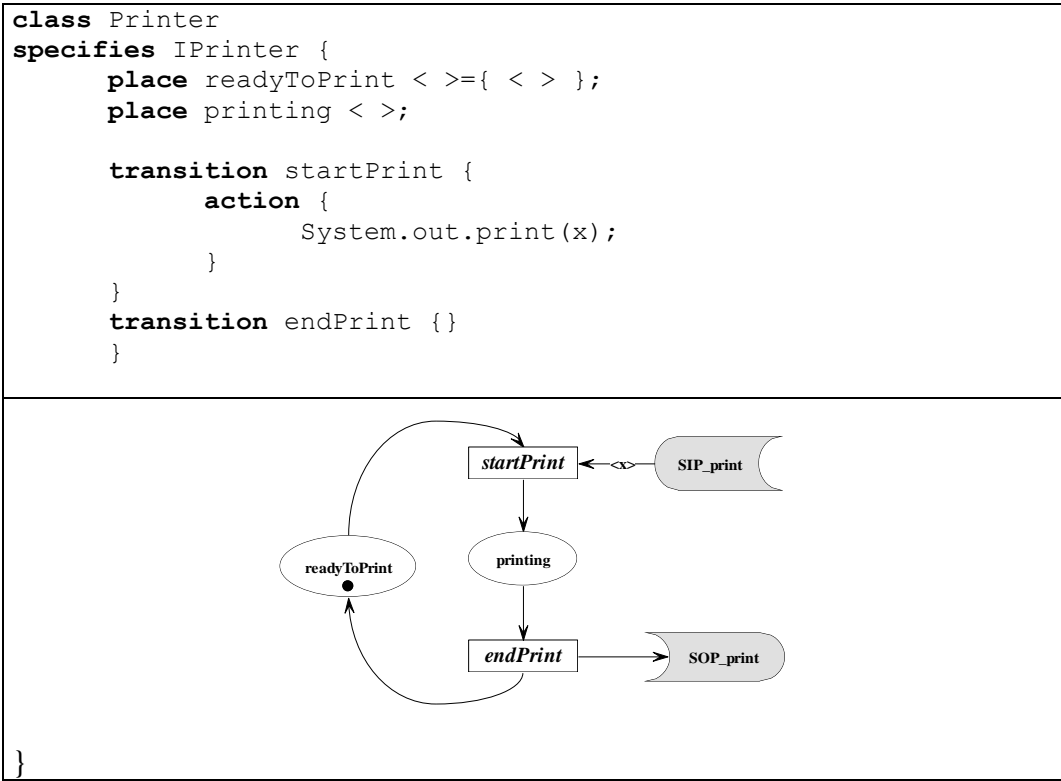 class Printer
specifies IPrinter {
place readyToPrint < >={ < > };
place printing < >;
transition startPrint {
action {
System.out.print(x);
}
}
transition endPrint {}
}
startPrint
<x>
SIP_print
readyToPrint
printing
endPrint
SOP_print
}